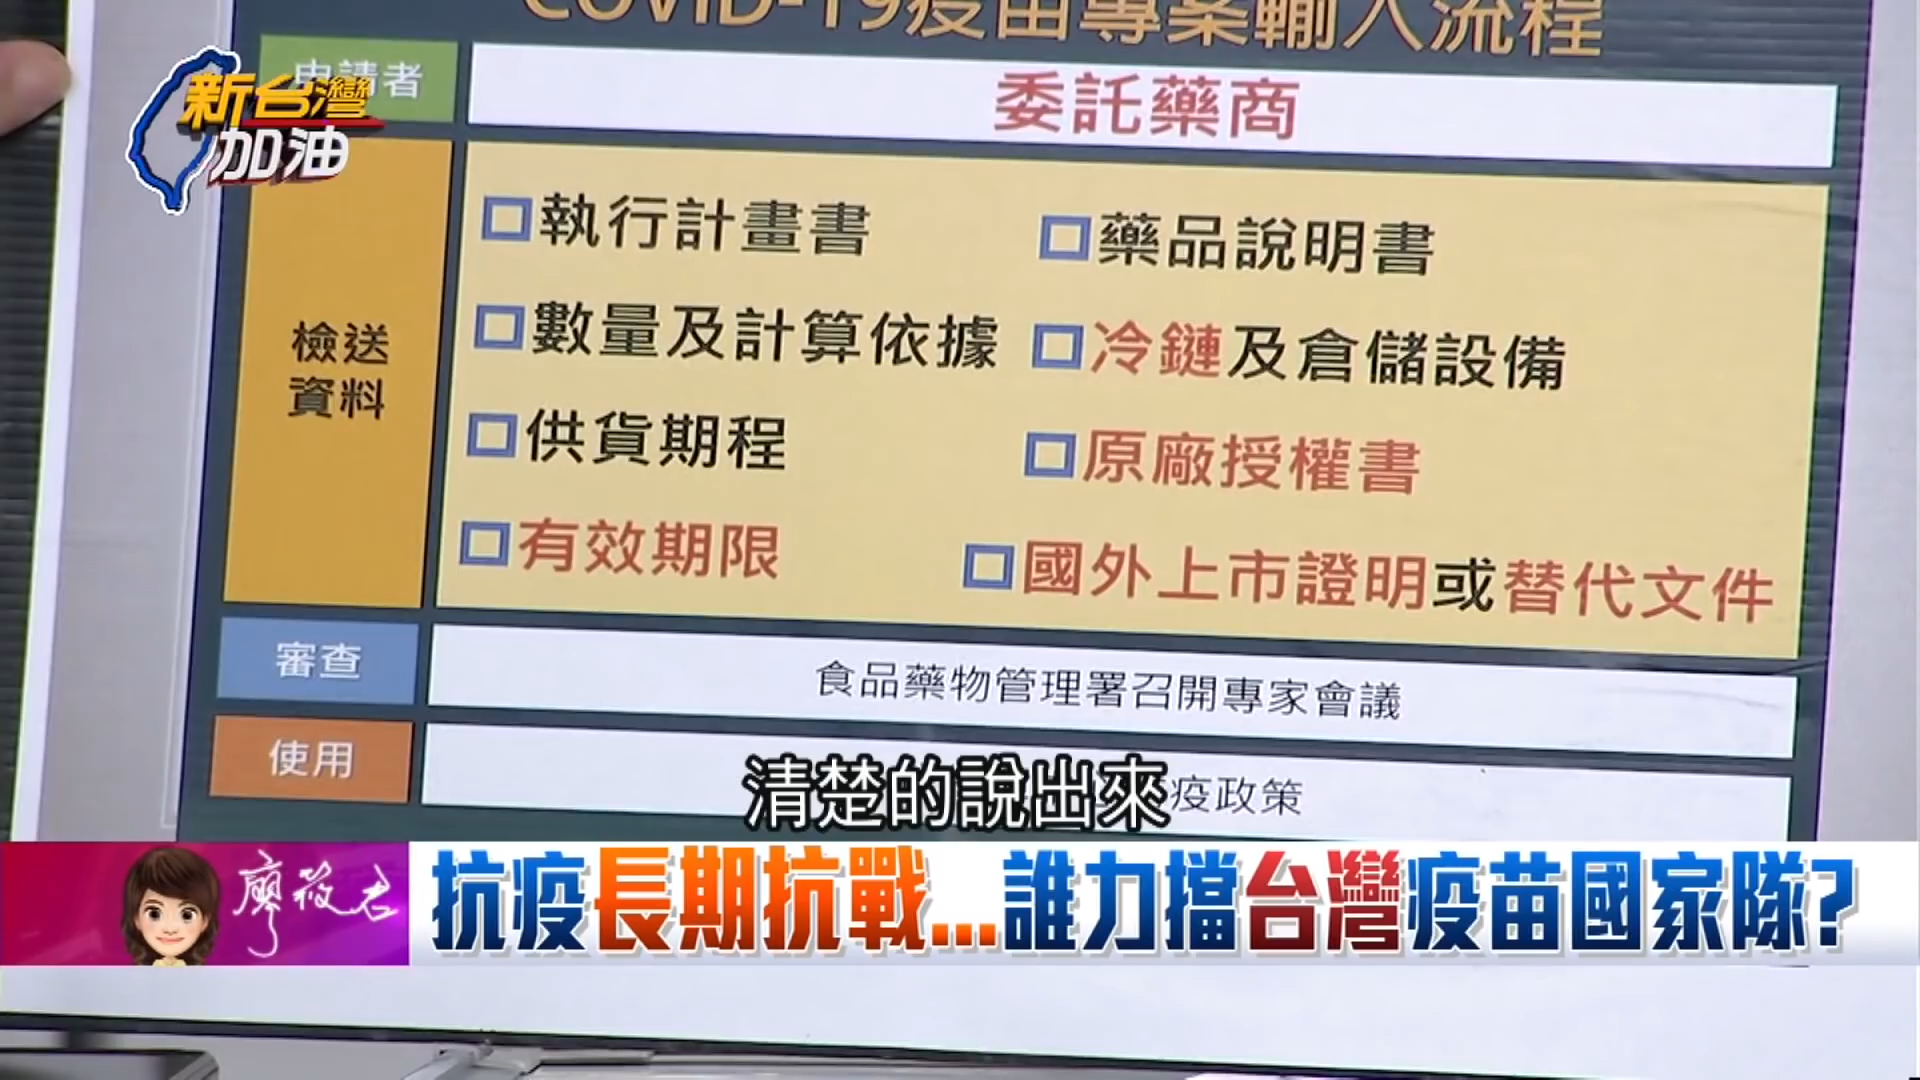 COVID-19疫苗專案輸入流程
新台灣
加油
申請者
委託藥商
檢送
資料
執行計畫書
藥品說明書
數量及計算依據
冷鏈及倉儲設備
供貨期程
原廠授權書
有效期限
國外上市證明或替代文件
審查
食品藥物管理署召開專家會議
使用
疫政策
清楚的說出來
廖筱君
抗疫長期抗戰...誰力擋台灣疫苗國家隊?